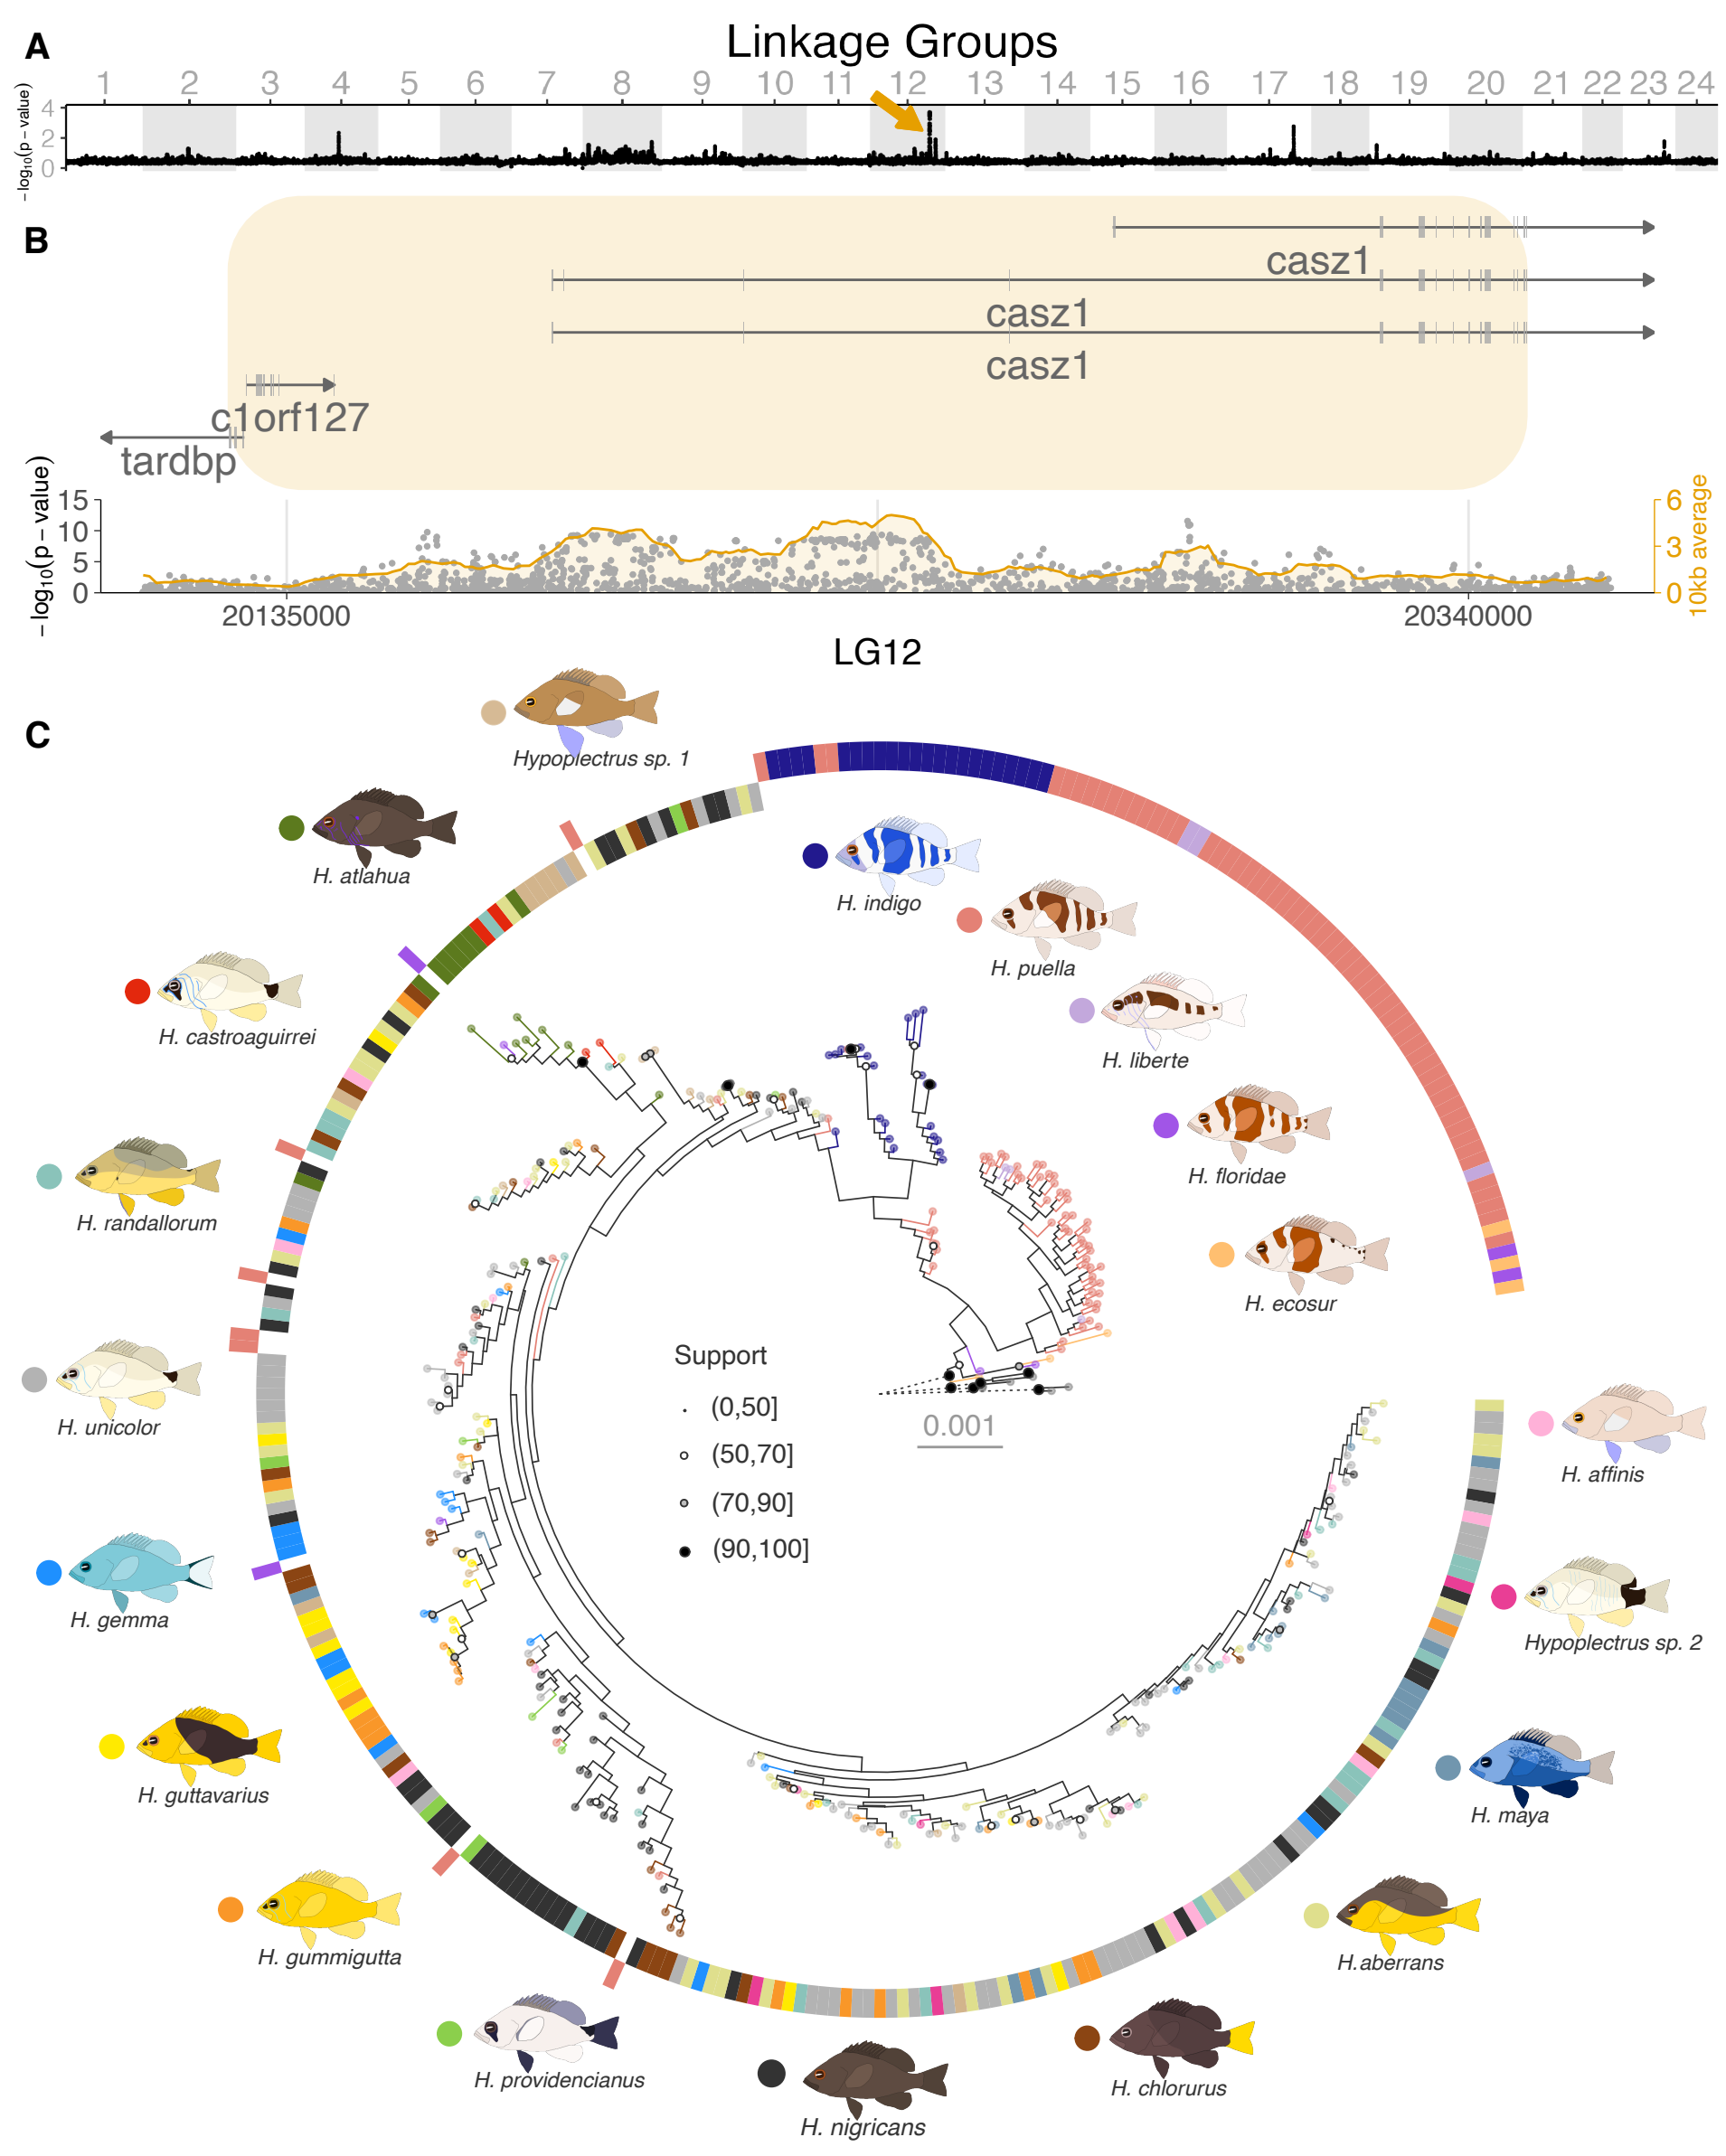 A
Linkage Groups
1 2 3 4 5 6 7 8 9 10 11 12 13 14 15 16 17 18 19 20 21 22 23 24
−log10(p−value)
4
2
0
B
casz1
casz1
casz1
c1orf127
tardbp
−log10(p−value)
15
10
5
0
6
3
0
10kb average
20135000
20340000
LG12
C
Hypoplectrus sp. 1
H. atlahua
H. indigo
H. puella
H. castroaguirrei
H. liberte
H. floridae
H. randallorum
H. ecosur
Support
(0,50]
(50,70]
(70,90]
(90,100]
0.001
H. unicolor
H. affinis
H. gemma
Hypoplectrus sp. 2
H. guttavarius
H. maya
H. gummigutta
H.aberrans
H. providencianus
H. chlorurus
H. nigricans